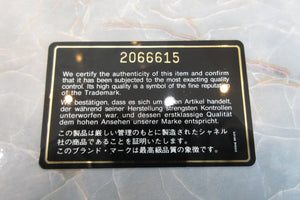 2066615
We certify the authenticity of this item and confirm
that it has been subjected to the most exacting quality
control. Its high quality is a symbol of the fine reputation
of the Trademark.
Wir bestätigen, dass es sich um einen Artikel handelt,
der während seiner Herstellung strengsten Kontrollen
unterworfen worden ist, und dessen erstklassige Qualität
dem hohen Ansehen unserer Marke entspricht.
この製品は厳しい管理のもとに製造されたシャネル
社の商品であることを証明いたします。
このブランド・マークは最高級品質の象徴です。